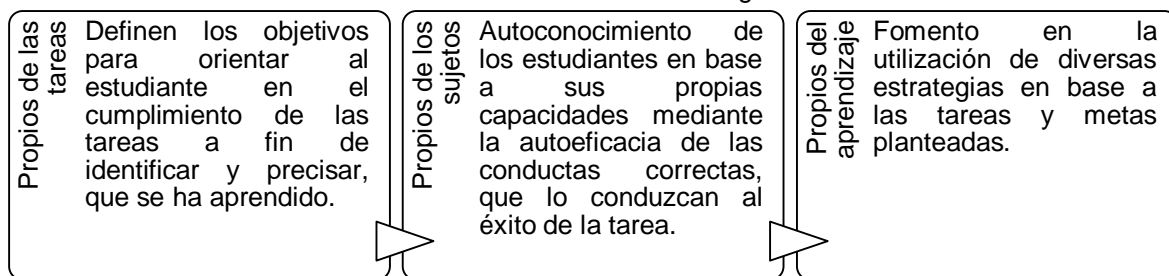 Propios de las
tareas
Definen los objetivos
para orientar al
estudiante en el
cumplimiento de las
tareas a fin de
identificar y precisar,
que se ha aprendido.
Propios de los
sujetos
Autoconocimiento de
los estudiantes en base
a sus propias
capacidades mediante
la autoeficacia de las
conductas correctas,
que lo conduzcan al
éxito de la tarea.
Propios del
aprendizaje
Fomento en la
utilización de diversas
estrategias en base a
las tareas y metas
planteadas.